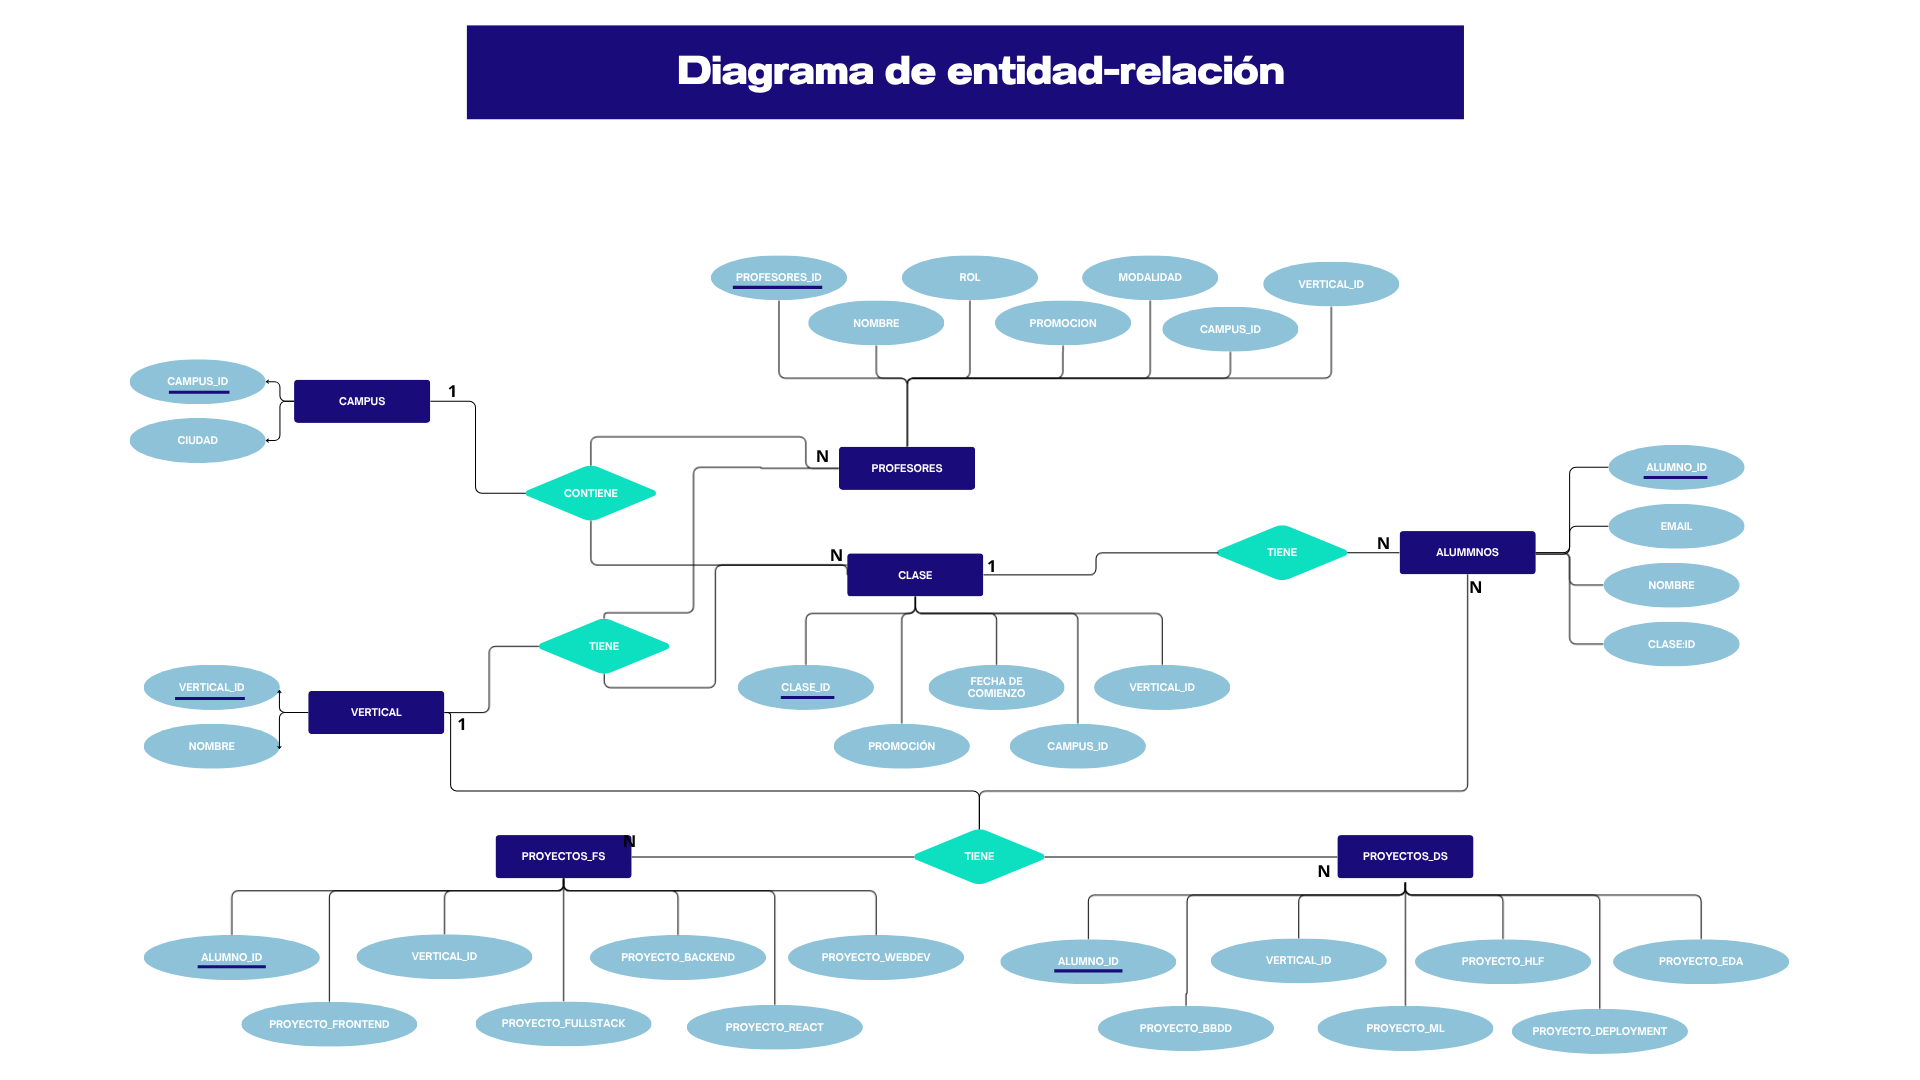 Diagrama de entidad-relación
PROFESORES_ID
ROL
MODALIDAD
VERTICAL_ID
NOMBRE
PROMOCION
CAMPUS_ID
CAMPUS_ID
CIUDAD
CAMPUS
1
CONTIENE
N
PROFESORES
N
CLASE
1
TIENE
N
ALUMMNOS
N
ALUMNO_ID
EMAIL
NOMBRE
CLASE:ID
TIENE
VERTICAL_ID
NOMBRE
VERTICAL
1
CLASE_ID
FECHA DE
COMIENZO
VERTICAL_ID
PROMOCIÓN
CAMPUS_ID
PROYECTOS_FS
N
TIENE
N
PROYECTOS_DS
ALUMNO_ID
VERTICAL_ID
PROYECTO_BACKEND
PROYECTO_WEBDEV
PROYECTO_FRONTEND
PROYECTO_FULLSTACK
PROYECTO_REACT
ALUMNO_ID
VERTICAL_ID
PROYECTO_HLF
PROYECTO_EDA
PROYECTO_BBDD
PROYECTO_ML
PROYECTO_DEPLOYMENT